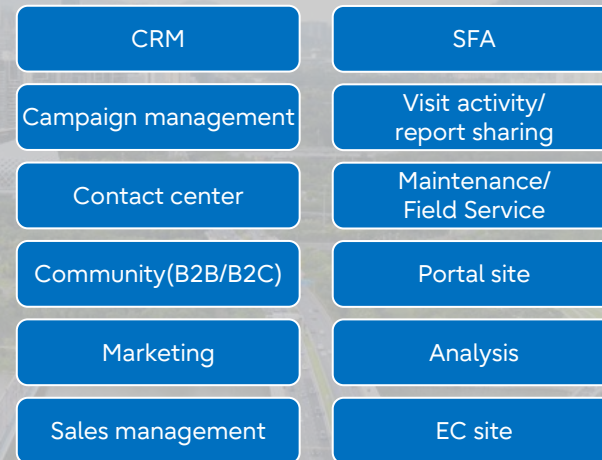 CRM
SFA
Campaign management
Visit activity/
report sharing
Contact center
Maintenance/
Field Service
Community(B2B/B2C)
Portal site
Marketing
Analysis
Sales management
EC site